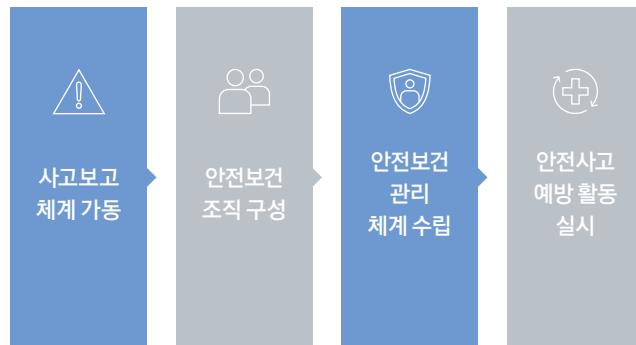 사고보고
체계 가동
안전보건
조직 구성
안전보건
관리
체계 수립
안전사고
예방 활동
실시